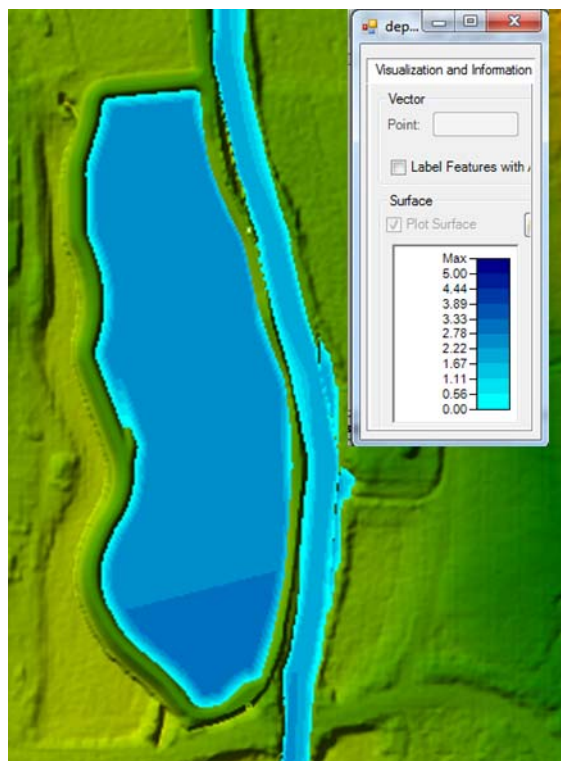 dep...
Visualization and Information
Vector
Point:
Label Features with
Surface
Plot Surface
Max
5.00
4.44
3.89
3.33
2.78
2.22
1.67
1.11
0.56
0.00